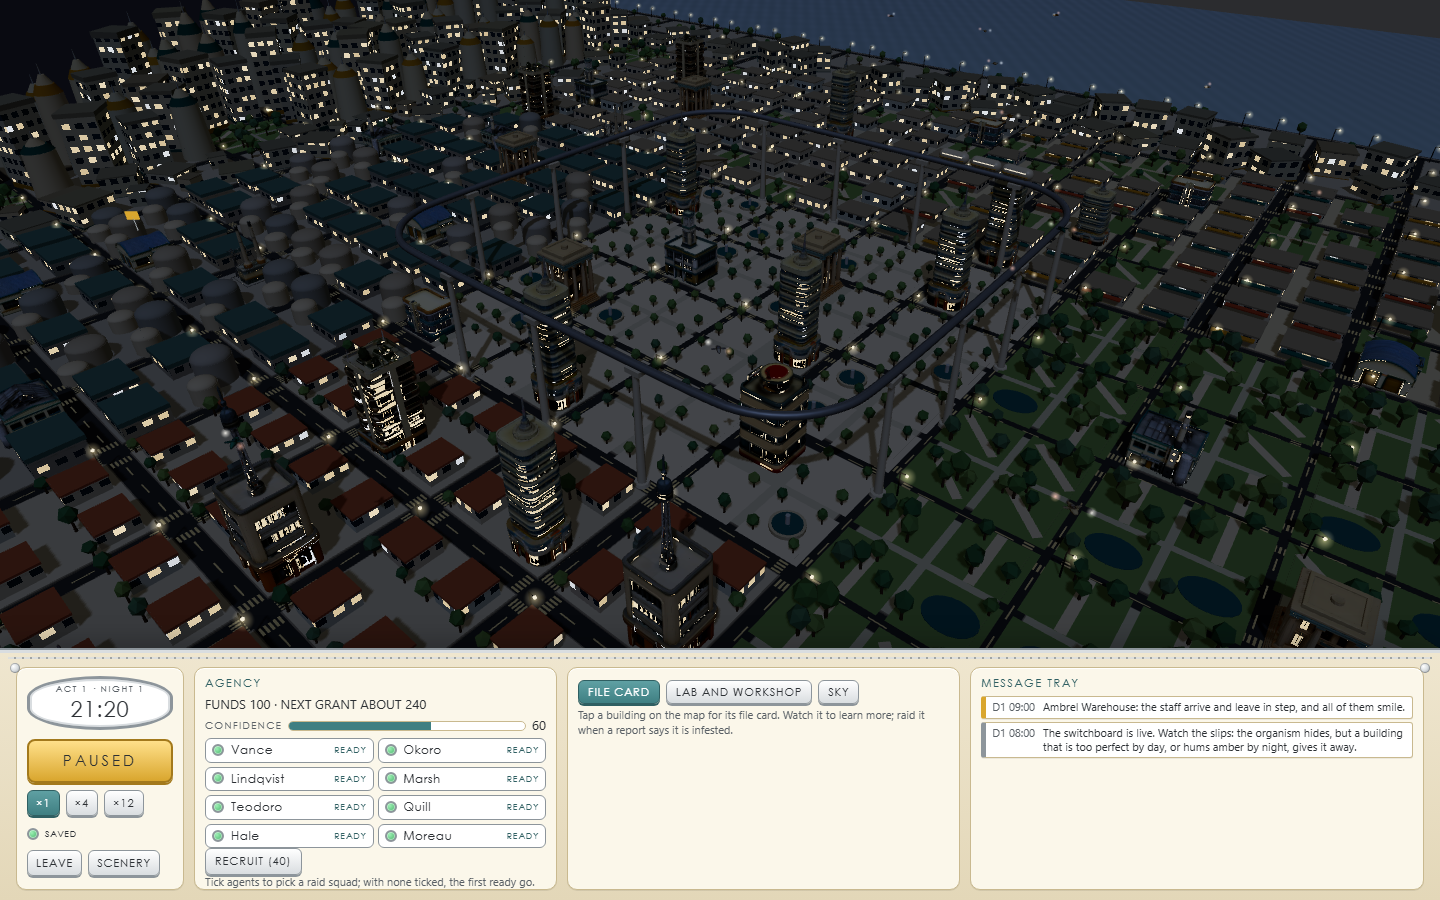 ACT 1 · NIGHT 1
21:20
PAUSED
×1
×4
×12
SAVED
LEAVE
SCENERY
AGENCY
FUNDS 100 · NEXT GRANT ABOUT 240
CONFIDENCE
60
Vance READY
Okoro READY
Lindqvist READY
Marsh READY
Teodoro READY
Quill READY
Hale READY
Moreau READY
RECRUIT (40)
Tick agents to pick a raid squad; with none ticked, the first ready go.
FILE CARD
LAB AND WORKSHOP
SKY
Tap a building on the map for its file card. Watch it to learn more; raid it
when a report says it is infested.
MESSAGE TRAY
D1 09:00 Ambrel Warehouse: the staff arrive and leave in step, and all of them smile.
D1 08:00 The switchboard is live. Watch the slips: the organism hides, but a building
that is too perfect by day, or hums amber by night, gives it away.